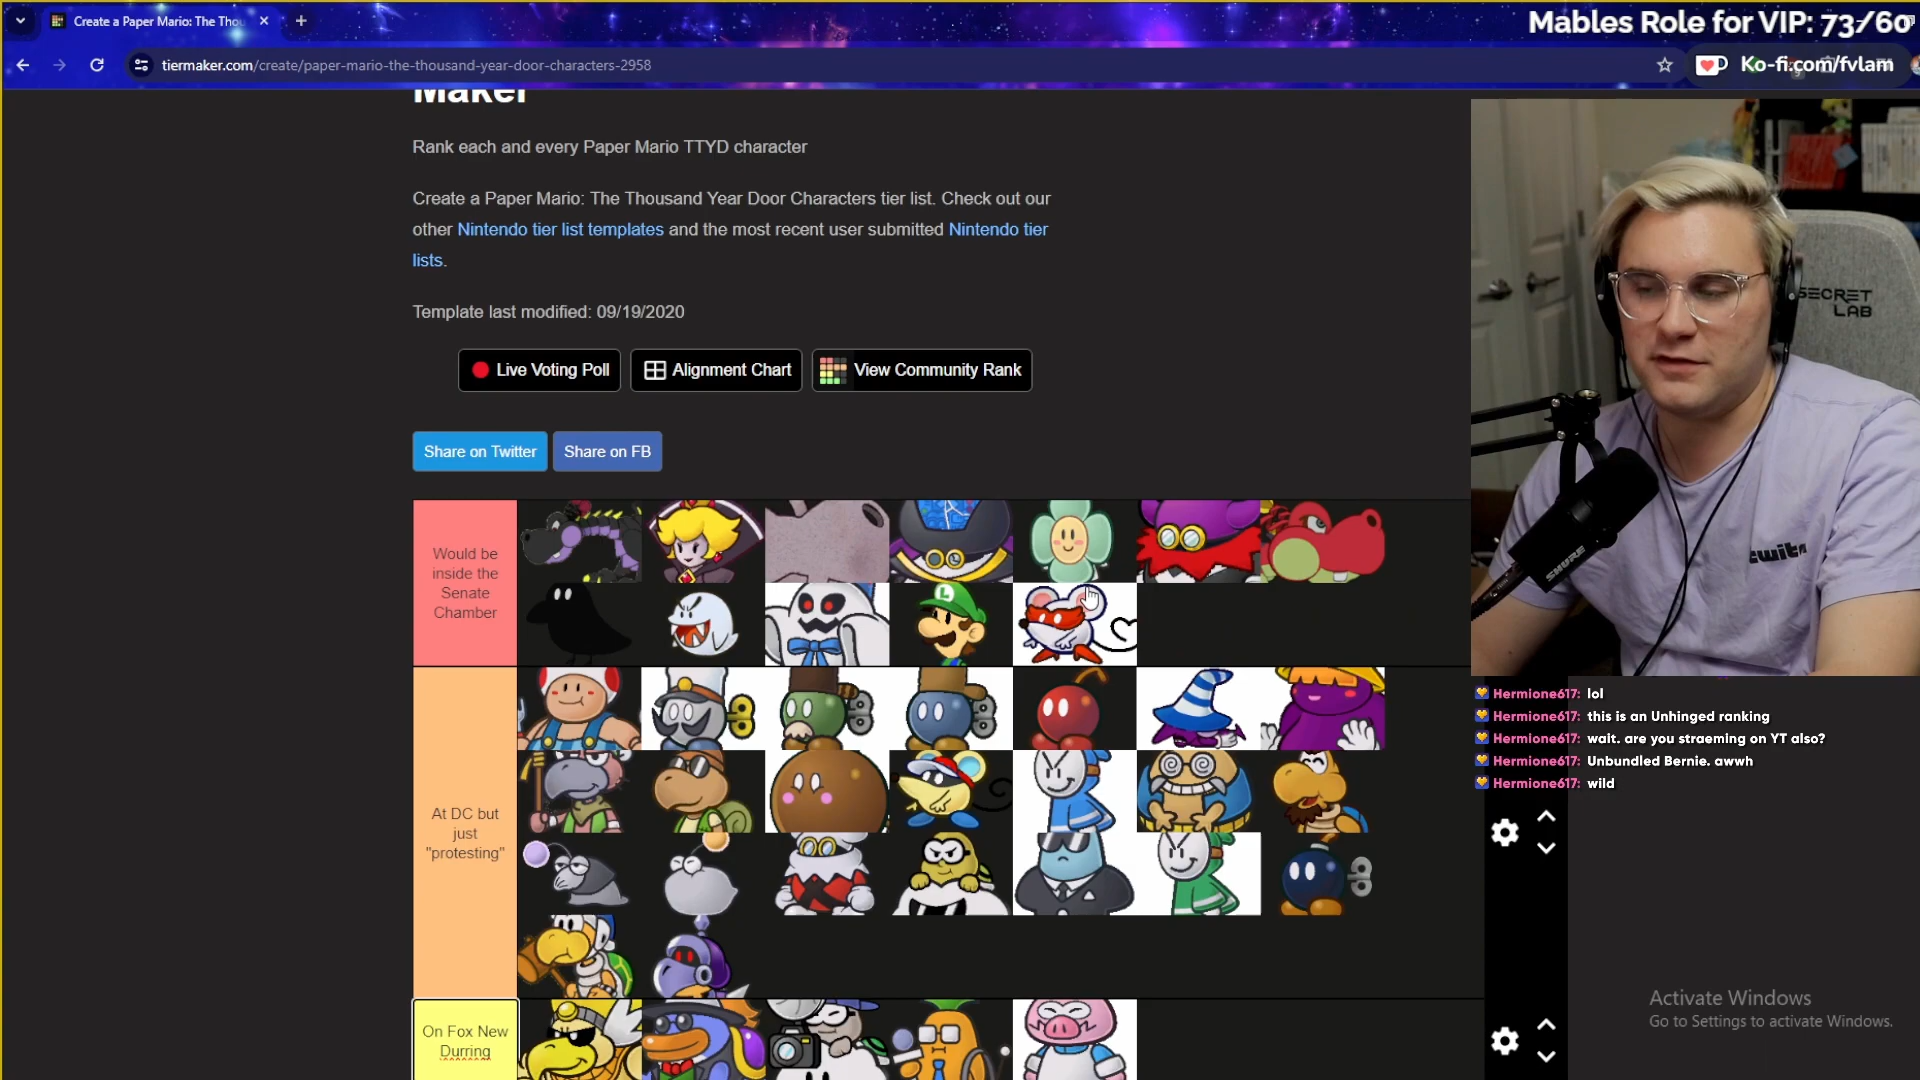 Create a Paper Mario: The Tho
Mables Role for VIP: 73/60
tiermaker.com/create/paper-mario-the-thousand-year-door-characters-2958
Ko-fi.com/fvlam
Maker
Rank each and every Paper Mario TTYD character
Create a Paper Mario: The Thousand Year Door Characters tier list. Check out our
other Nintendo tier list templates and the most recent user submitted Nintendo tier
lists.
Template last modified: 09/19/2020
Live Voting Poll
Alignment Chart
View Community Rank
Share on Twitter
Share on FB
Would be
inside the
Senate
Chamber
L
At DC but
just
"protesting"
On Fox New
Durring
SECRET
LAB
SHURE
twitch
Hermione617: lol
Hermione617: this is an Unhinged ranking
Hermione617: wait. are you straeming on YT also?
Hermione617: Unbundled Bernie. awwh
Hermione617: wild
Activate Windows
Go to Settings to activate Windows.